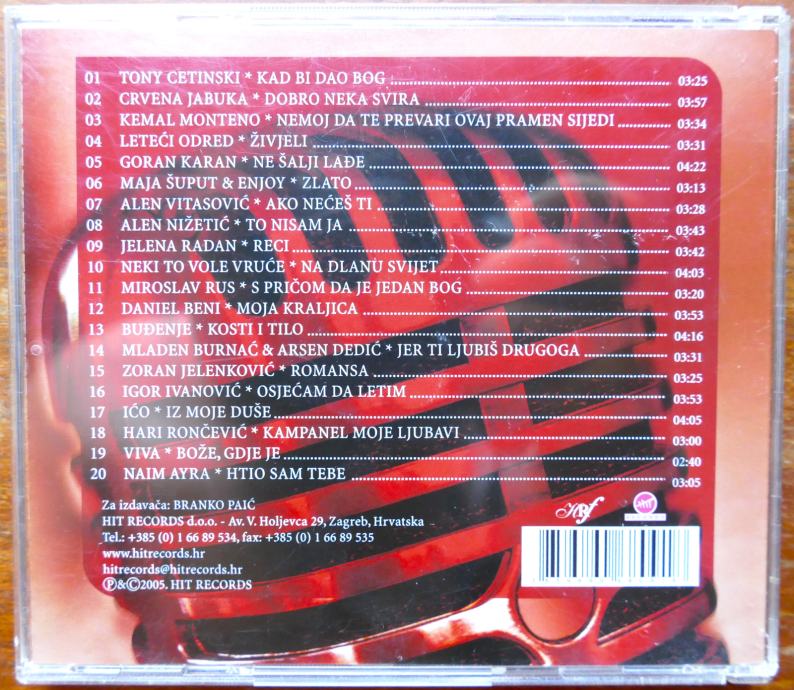 01 TONY CETINSKI * KAD BI DAO BOG 03:25
02 CRVENA JABUKA * DOBRO NEKA SVIRA 03:57
03 KEMAL MONTENO * NEMOJ DA TE PREVARI OVAJ PRAMEN SIJEDI 03:34
04 LETEĆI ODRED * ŽIVJELI 03:31
05 GORAN KARAN * NE ŠALJI LAĐE 04:22
06 MAJA ŠUPUT & ENJOY * ZLATO 03:13
07 ALEN VITASOVIĆ * AKO NEĆEŠ TI 03:28
08 ALEN NIŽETIĆ * TO NISAM JA 03:43
09 JELENA RADAN * RECI 03:42
10 NEKI TO VOLE VRUĆE * NA DLANU SVIJET 04:03
11 MIROSLAV RUS * S PRIČOM DA JE JEDAN BOG 03:20
12 DANIEL BENI * MOJA KRALJICA 03:53
13 BUĐENJE * KOSTI I TILO 04:16
14 MLADEN BURNAĆ & ARSEN DEDIĆ * JER TI LJUBIŠ DRUGOGA 03:31
15 ZORAN JELENKOVIĆ * ROMANSA 03:25
16 IGOR IVANOVIĆ * OSJEĆAM DA LETIM 03:53
17 IĆO * IZ MOJE DUŠE 04:05
18 HARI RONČEVIĆ * KAMPANEL MOJE LJUBAVI 03:00
19 VIVA * BOŽE, GDJE JE 02:40
20 NAIM AYRA * HTIO SAM TEBE 03:05
Za izdavača: BRANKO PAIĆ
HIT RECORDS d.o.o. - Av. V. Holjevca 29, Zagreb, Hrvatska
Tel.: +385 (0) 1 66 89 534, fax: +385 (0) 1 66 89 535
www.hitrecords.hr
hitrecords@hitrecords.hr
Ⓟ&©2005. HIT RECORDS